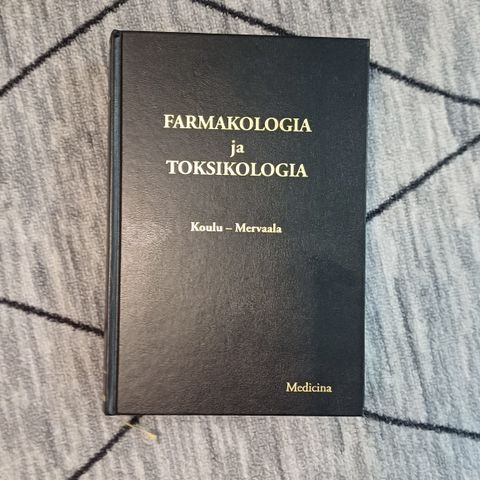 FARMAKOLOGIA
ja
TOKSIKOLOGIA
Koulu – Mervaala
Medicina